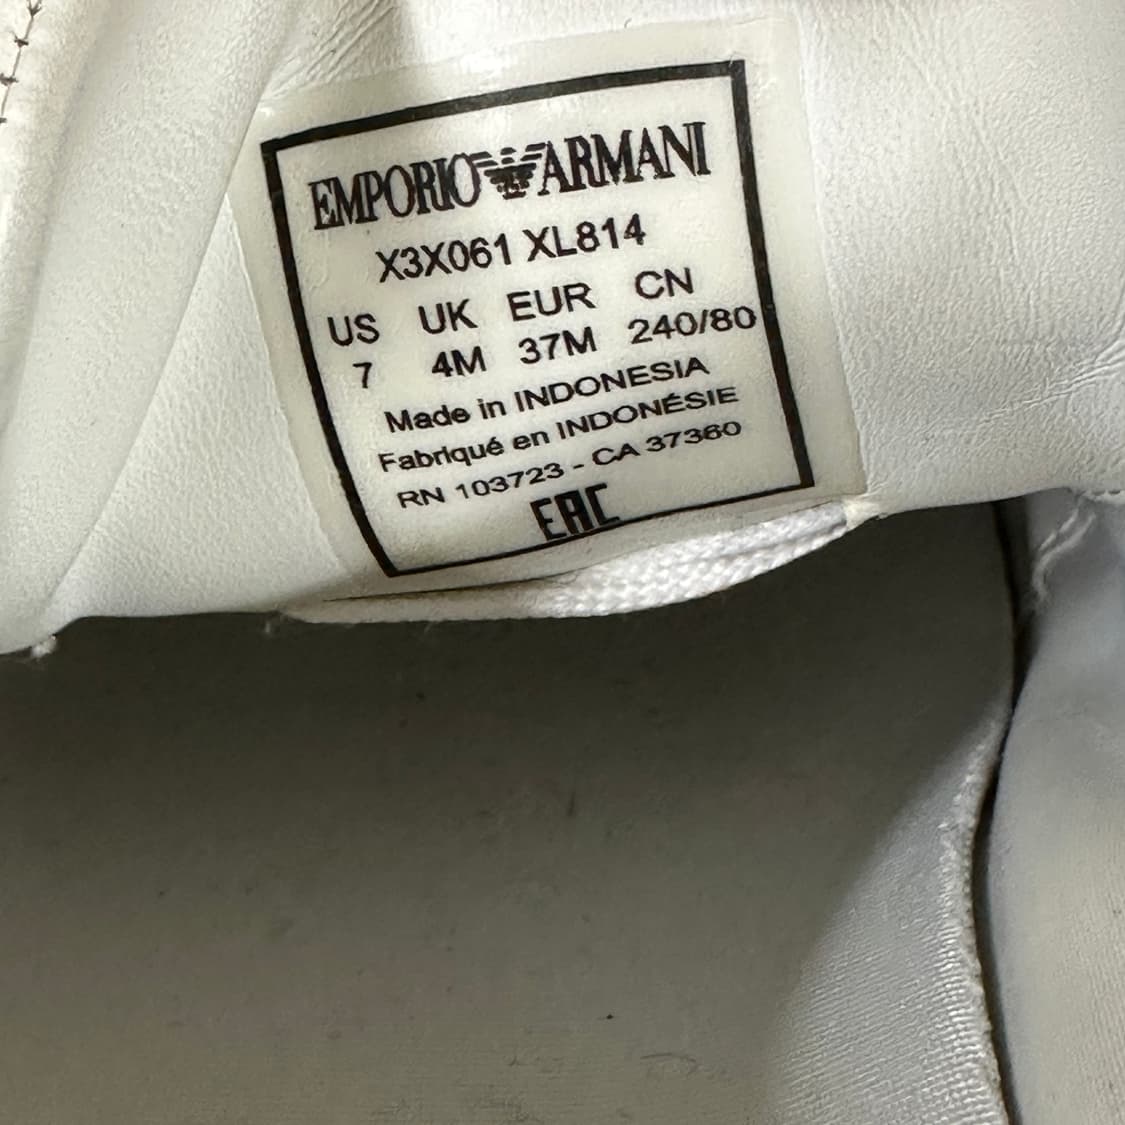 EMPORIO ARMANI
X3X061 XL814
US UK EUR CN
7 4M 37M 240/80
Made in INDONESIA
Fabriqué en INDONÉSIE
RN 103723 - CA 37360
EAC